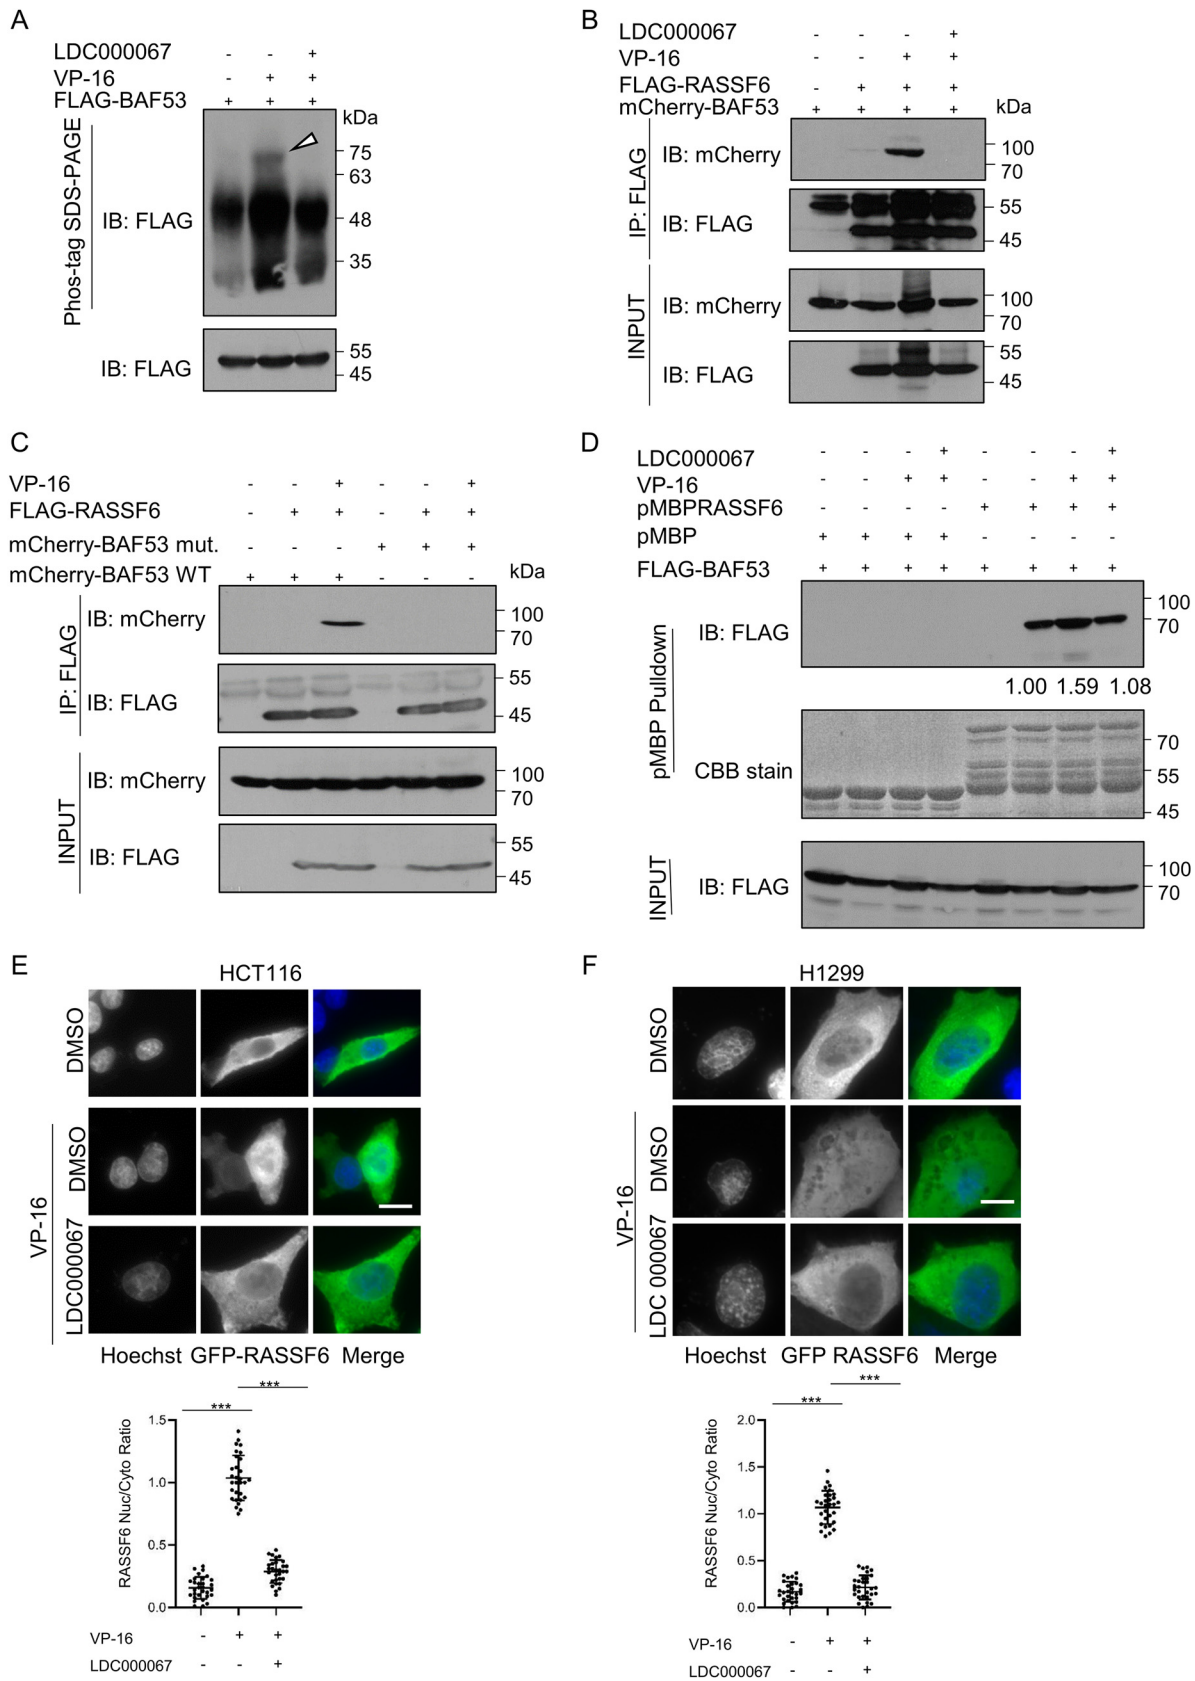 A
LDC000067 - - +
VP-16 - + +
FLAG-BAF53 + + +
kDa
Phos-tag SDS-PAGE
IB: FLAG
75
63
48
35
IB: FLAG
55
45
B
LDC000067 - - - +
VP-16 - - + +
FLAG-RASSF6 - + + +
mCherry-BAF53 + + + +
kDa
IP: FLAG
IB: mCherry
100
70
IB: FLAG
55
45
INPUT
IB: mCherry
100
70
IB: FLAG
55
45
C
VP-16 - - + - - +
FLAG-RASSF6 - + + - + +
mCherry-BAF53 mut. - - - + + +
mCherry-BAF53 WT + + + - - -
kDa
IP: FLAG
IB: mCherry
100
70
IB: FLAG
55
45
INPUT
IB: mCherry
100
70
IB: FLAG
55
45
D
LDC000067 - - - + - - - +
VP-16 - - + + - - + +
pMBPRASSF6 - - - - + + + +
pMBP + + + + - - - -
FLAG-BAF53 + + + + + + + +
pMBP Pulldown
IB: FLAG
100
70
1.00 1.59 1.08
CBB stain
70
55
45
INPUT
IB: FLAG
100
70
E
HCT116
DMSO
VP-16
DMSO
LDC000067
Hoechst GFP-RASSF6 Merge
***
***
RASSF6 Nuc/Cyto Ratio
1.5
1.0
0.5
0.0
VP-16 - + +
LDC000067 - - +
F
H1299
DMSO
VP-16
DMSO
LDC 000067
Hoechst GFP RASSF6 Merge
***
***
RASSF6 Nuc/Cyto Ratio
2.0
1.5
1.0
0.5
0.0
VP-16 - + +
LDC000067 - - +